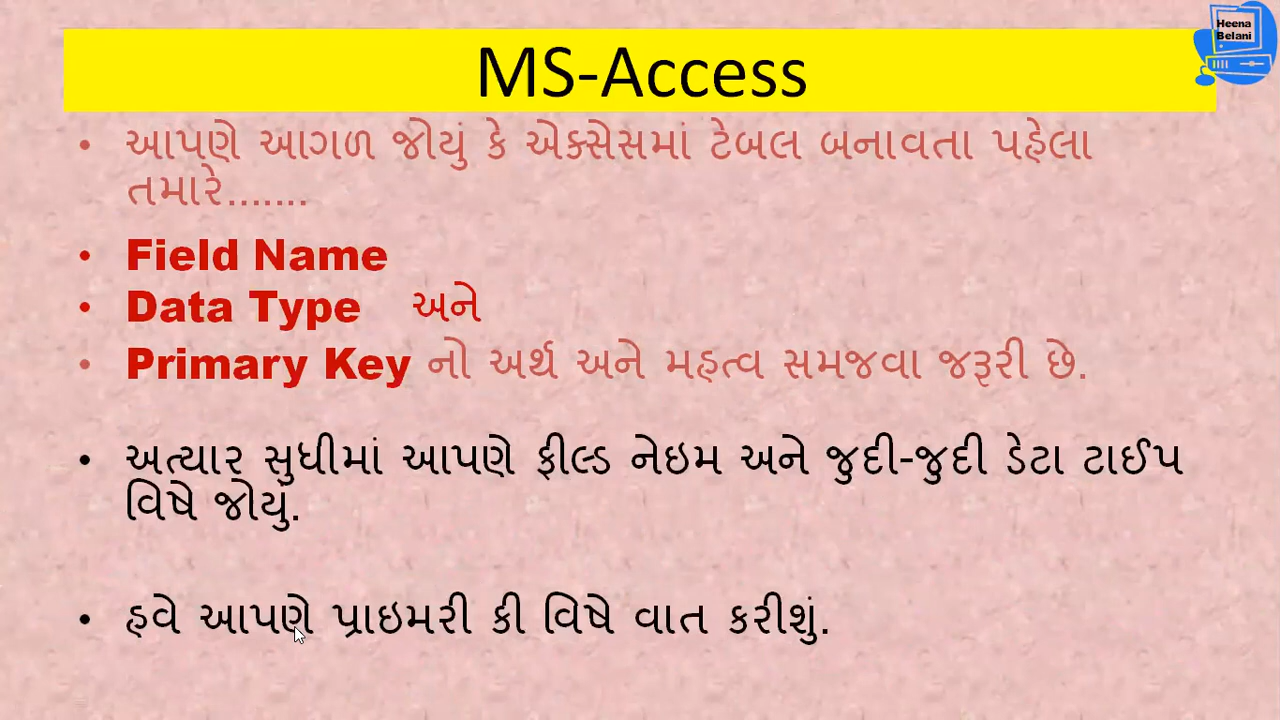 Heena
Belani
MS-Access
• આપણે આગળ જોયું કે એક્સેસમાં ટેબલ બનાવતા પહેલા
તમારે.......
• Field Name
• Data Type અને
• Primary Key નો અર્થ અને મહત્વ સમજવા જરૂરી છે.
• અત્યાર સુધીમાં આપણે ફીલ્ડ નેઇમ અને જુદી-જુદી ડેટા ટાઈપ
વિષે જોયું.
• હવે આપણે પ્રાઇમરી કી વિષે વાત કરીશું.